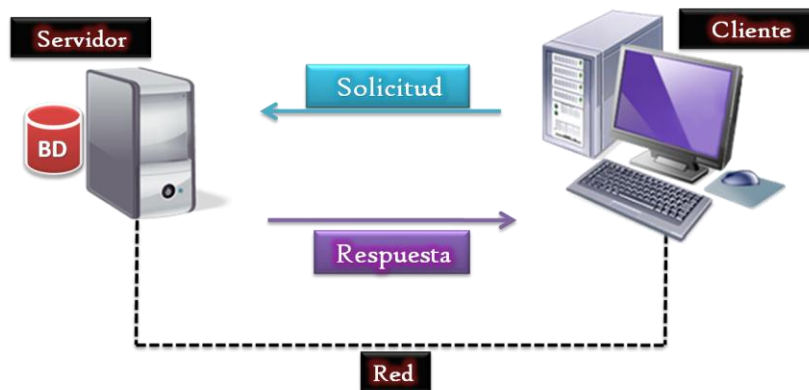 Servidor
Cliente
Solicitud
BD
Respuesta
Red